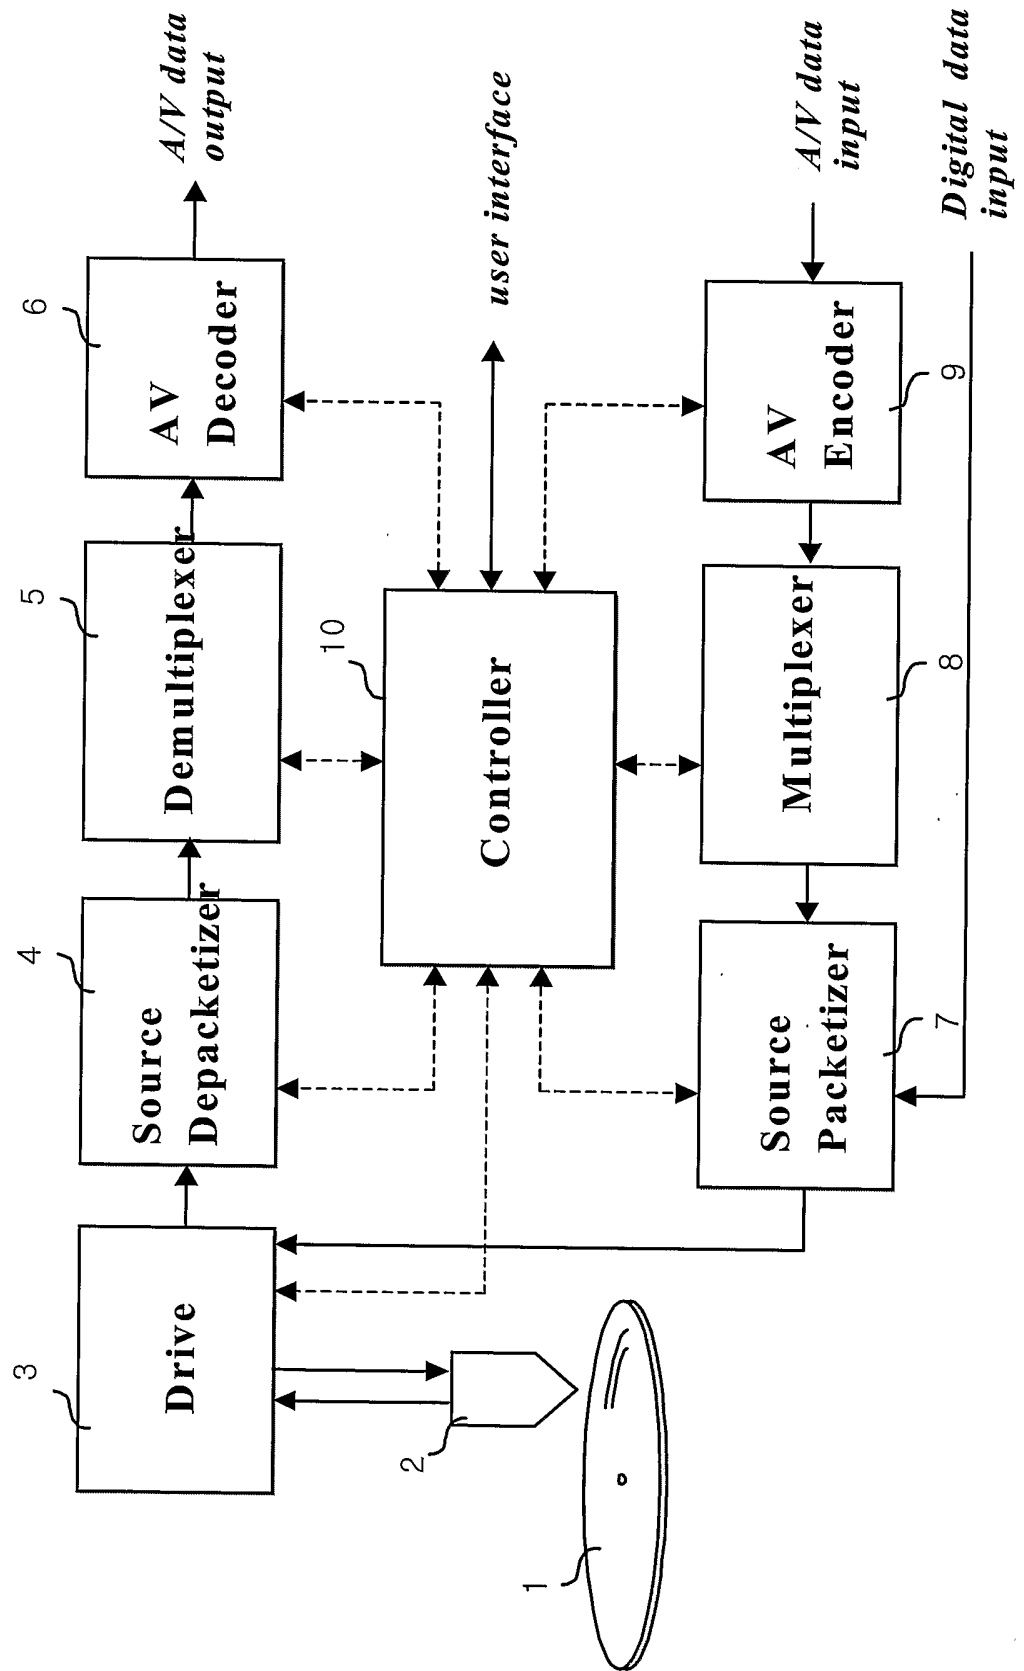 3
Drive
4
Source
Depacketizer
5
Demultiplexer
6
AV
Decoder
A/V data
output
2
1
10
Controller
user interface
Source
Packetizer
7
Multiplexer
8
AV
Encoder
9
A/V data
input
Digital data
input